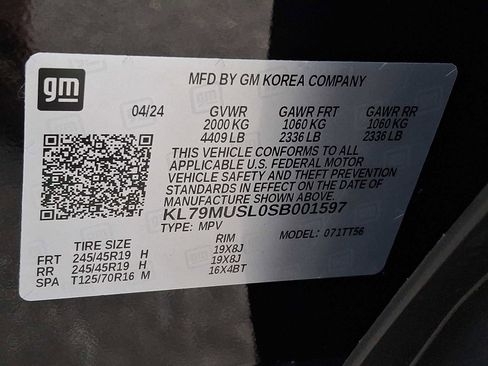 gm
MFD BY GM KOREA COMPANY
04/24 GVWR GAWR FRT GAWR RR
2000 KG 1060 KG 1060 KG
4409 LB 2336 LB 2336 LB
THIS VEHICLE CONFORMS TO ALL
APPLICABLE U.S. FEDERAL MOTOR
VEHICLE SAFETY AND THEFT PREVENTION
STANDARDS IN EFFECT ON THE DATE OF
MANUFACTURE SHOWN ABOVE.
KL79MUSL0SB001597
TYPE: MPV MODEL: 071TT56
TIRE SIZE RIM
FRT 245/45R19 H 19X8J
RR 245/45R19 H 19X8J
SPA T125/70R16 M 16X4BT